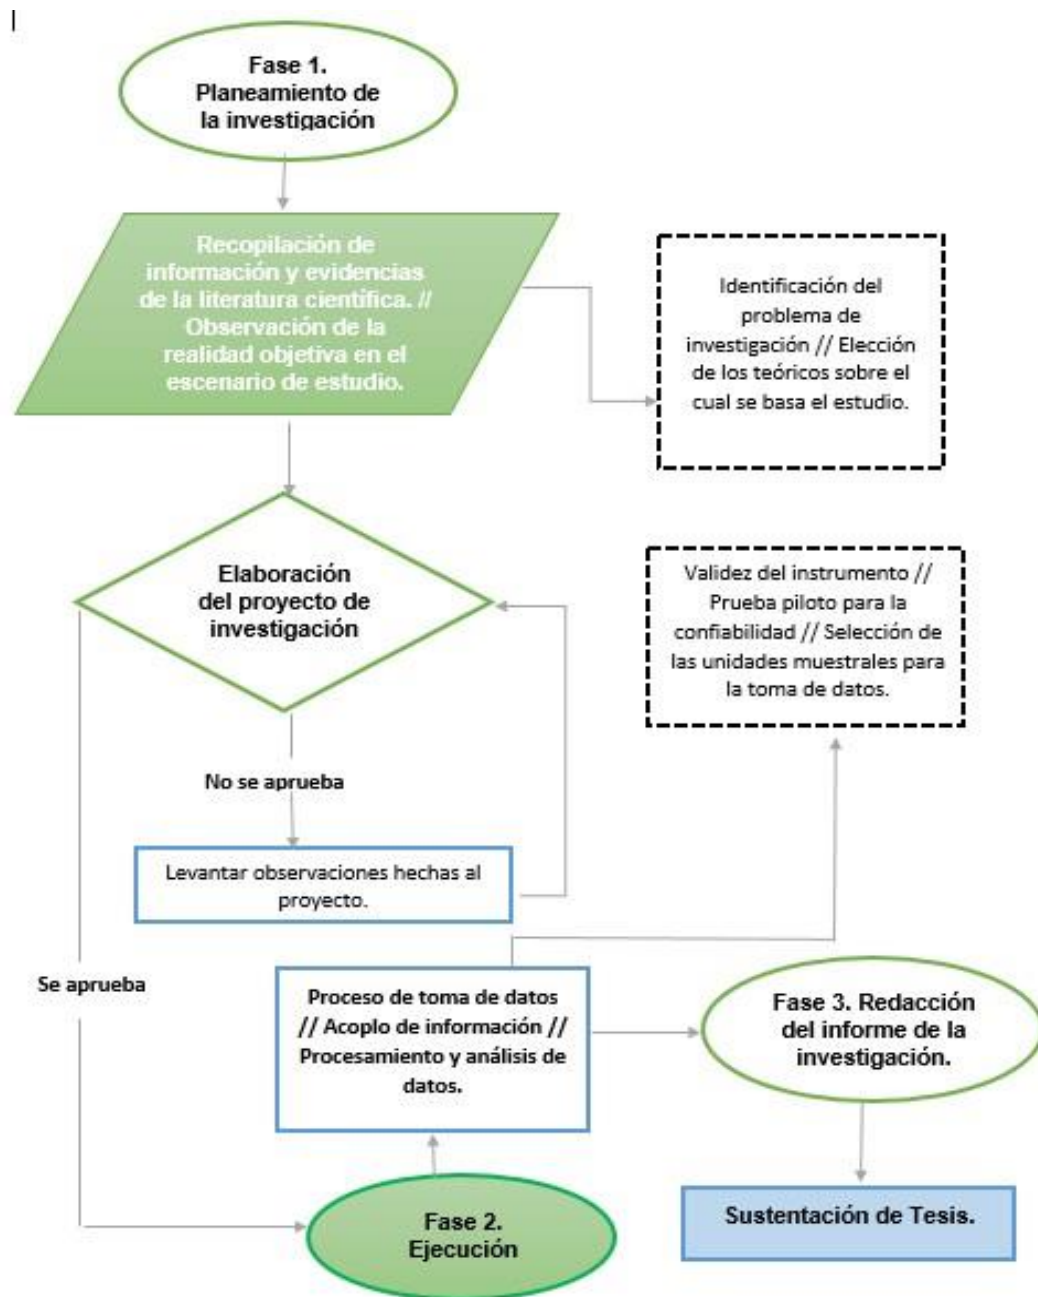 Fase 1.
Planeamiento de
la investigación
Recopilación de
información y evidencias
de la literatura científica. //
Observación de la
realidad objetiva en el
escenario de estudio.
Identificación del
problema de
investigación // Elección
de los teóricos sobre el
cual se basa el estudio.
Elaboración
del proyecto de
investigación
Validez del instrumento //
Prueba piloto para la
confiabilidad // Selección de
las unidades muestrales para
la toma de datos.
No se aprueba
Levantar observaciones hechas al
proyecto.
Se aprueba
Proceso de toma de datos
// Acoplo de información //
Procesamiento y análisis de
datos.
Fase 3. Redacción
del informe de la
investigación.
Fase 2.
Ejecución
Sustentación de Tesis.